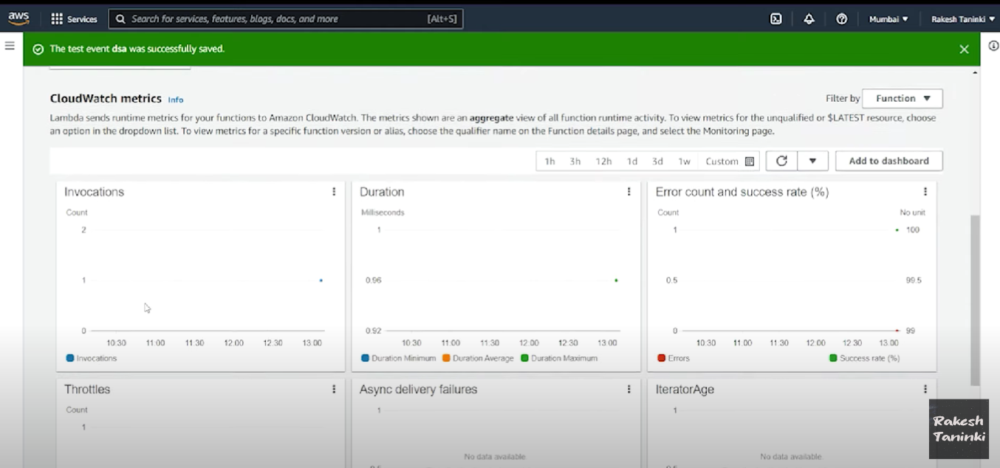 aws
Services
Search for services, features, blogs, docs, and more
[Alt+S]
Mumbai ▼
Rakesh Taninki ▼
The test event dsa was successfully saved.
CloudWatch metrics Info
Filter by
Function ▼
Lambda sends runtime metrics for your functions to Amazon CloudWatch. The metrics shown are an aggregate view of all function runtime activity. To view metrics for the unqualified or $LATEST resource, choose
an option in the dropdown list. To view metrics for a specific function version or alias, choose the qualifier name on the Function details page, and select the Monitoring page.
1h 3h 12h 1d 3d 1w Custom
Add to dashboard
Invocations
Count
2
1
0
10:30 11:00 11:30 12:00 12:30 13:00
Invocations
Duration
Milliseconds
1
0.96
0.92
10:30 11:00 11:30 12:00 12:30 13:00
Duration Minimum Duration Average Duration Maximum
Error count and success rate (%)
Count No unit
1 100
0.5 99.5
0 99
10:30 11:00 11:30 12:00 12:30 13:00
Errors Success rate (%)
Throttles
Count
1
Async delivery failures
1
No data available.
0.5
IteratorAge
1
No data available.
0.5
Rakesh
Taninki